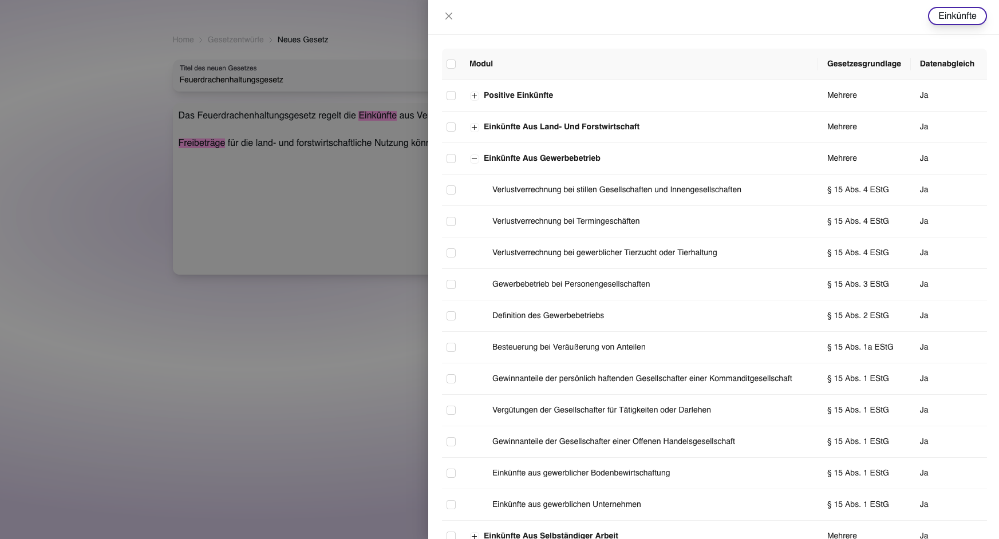 Home > Gesetzentwürfe > Neues Gesetz
Titel des neuen Gesetzes
Feuerdrachenhaltungsgesetz
Das Feuerdrachenhaltungsgesetz regelt die Einkünfte aus Ve
Freibeträge für die land- und forstwirtschaftliche Nutzung könn
Einkünfte
Modul Gesetzesgrundlage Datenabgleich
Positive Einkünfte Mehrere Ja
Einkünfte Aus Land- Und Forstwirtschaft Mehrere Ja
Einkünfte Aus Gewerbebetrieb Mehrere Ja
Verlustverrechnung bei stillen Gesellschaften und Innengesellschaften § 15 Abs. 4 EStG Ja
Verlustverrechnung bei Termingeschäften § 15 Abs. 4 EStG Ja
Verlustverrechnung bei gewerblicher Tierzucht oder Tierhaltung § 15 Abs. 4 EStG Ja
Gewerbebetrieb bei Personengesellschaften § 15 Abs. 3 EStG Ja
Definition des Gewerbebetriebs § 15 Abs. 2 EStG Ja
Besteuerung bei Veräußerung von Anteilen § 15 Abs. 1a EStG Ja
Gewinnanteile der persönlich haftenden Gesellschafter einer Kommanditgesellschaft § 15 Abs. 1 EStG Ja
Vergütungen der Gesellschafter für Tätigkeiten oder Darlehen § 15 Abs. 1 EStG Ja
Gewinnanteile der Gesellschafter einer Offenen Handelsgesellschaft § 15 Abs. 1 EStG Ja
Einkünfte aus gewerblicher Bodenbewirtschaftung § 15 Abs. 1 EStG Ja
Einkünfte aus gewerblichen Unternehmen § 15 Abs. 1 EStG Ja
Einkünfte Aus Selbständiger Arbeit Mehrere Ja